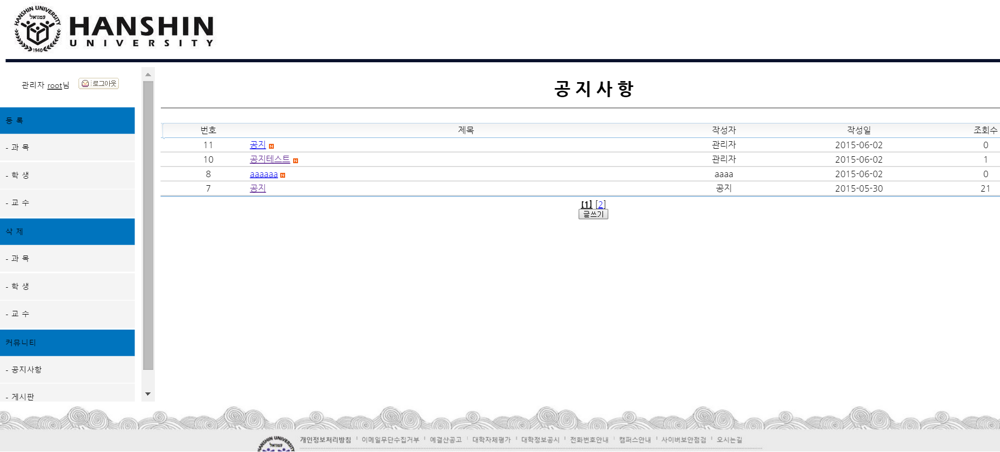 HANSHIN UNIVERSITY
עמנואל
1940
HANSHIN
UNIVERSITY
관리자 root님 로그아웃
등 록
- 과 목
- 학 생
- 교 수
삭 제
- 과 목
- 학 생
- 교 수
커뮤니티
- 공지사항
- 게시판
공 지 사 항
번호 제목 작성자 작성일 조회수
11 공지 N 관리자 2015-06-02 0
10 공지테스트 N 관리자 2015-06-02 1
8 aaaaaa N aaaa 2015-06-02 0
7 공지 공지 2015-05-30 21
[1] [2]
글쓰기
HANSHIN UNIVERSITY
עמנואל
개인정보처리방침 이메일무단수집거부 예결산공고 대학자체평가 대학정보공시 전화번호안내 캠퍼스안내 사이버보안점검 오시는길